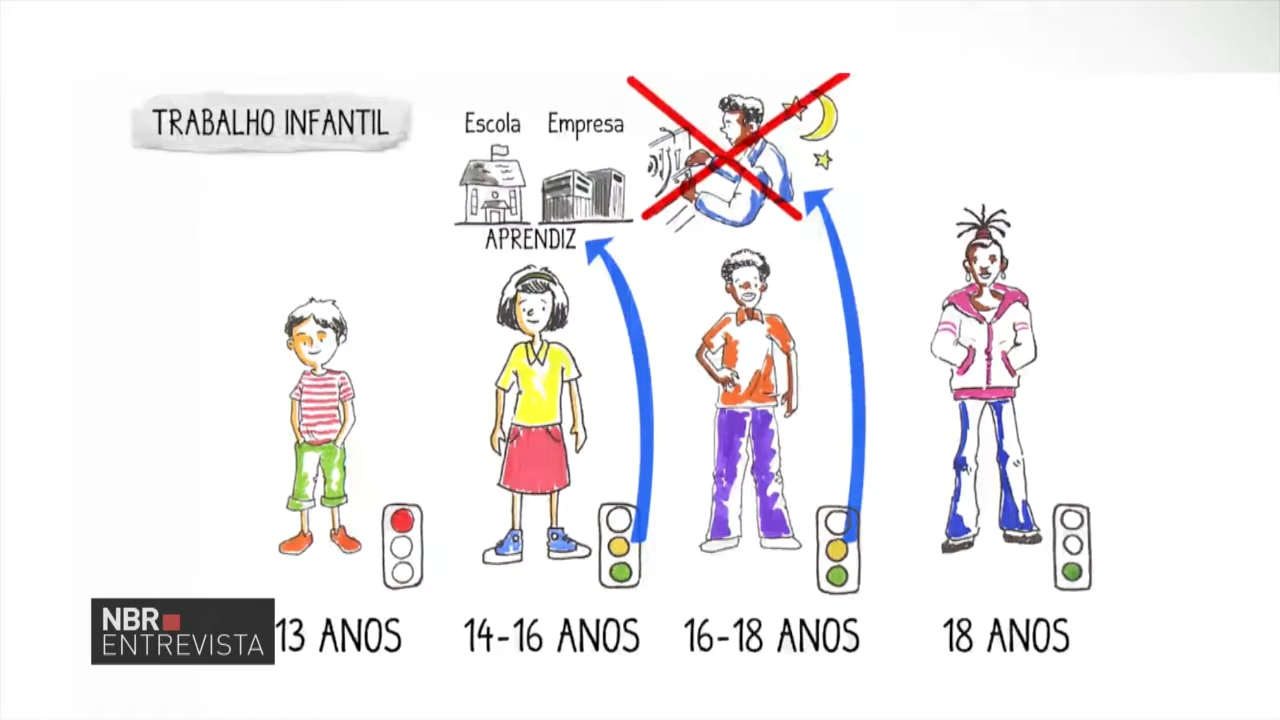 TRABALHO INFANTIL
Escola Empresa
APRENDIZ
NBR
ENTREVISTA
13 ANOS
14-16 ANOS
16-18 ANOS
18 ANOS